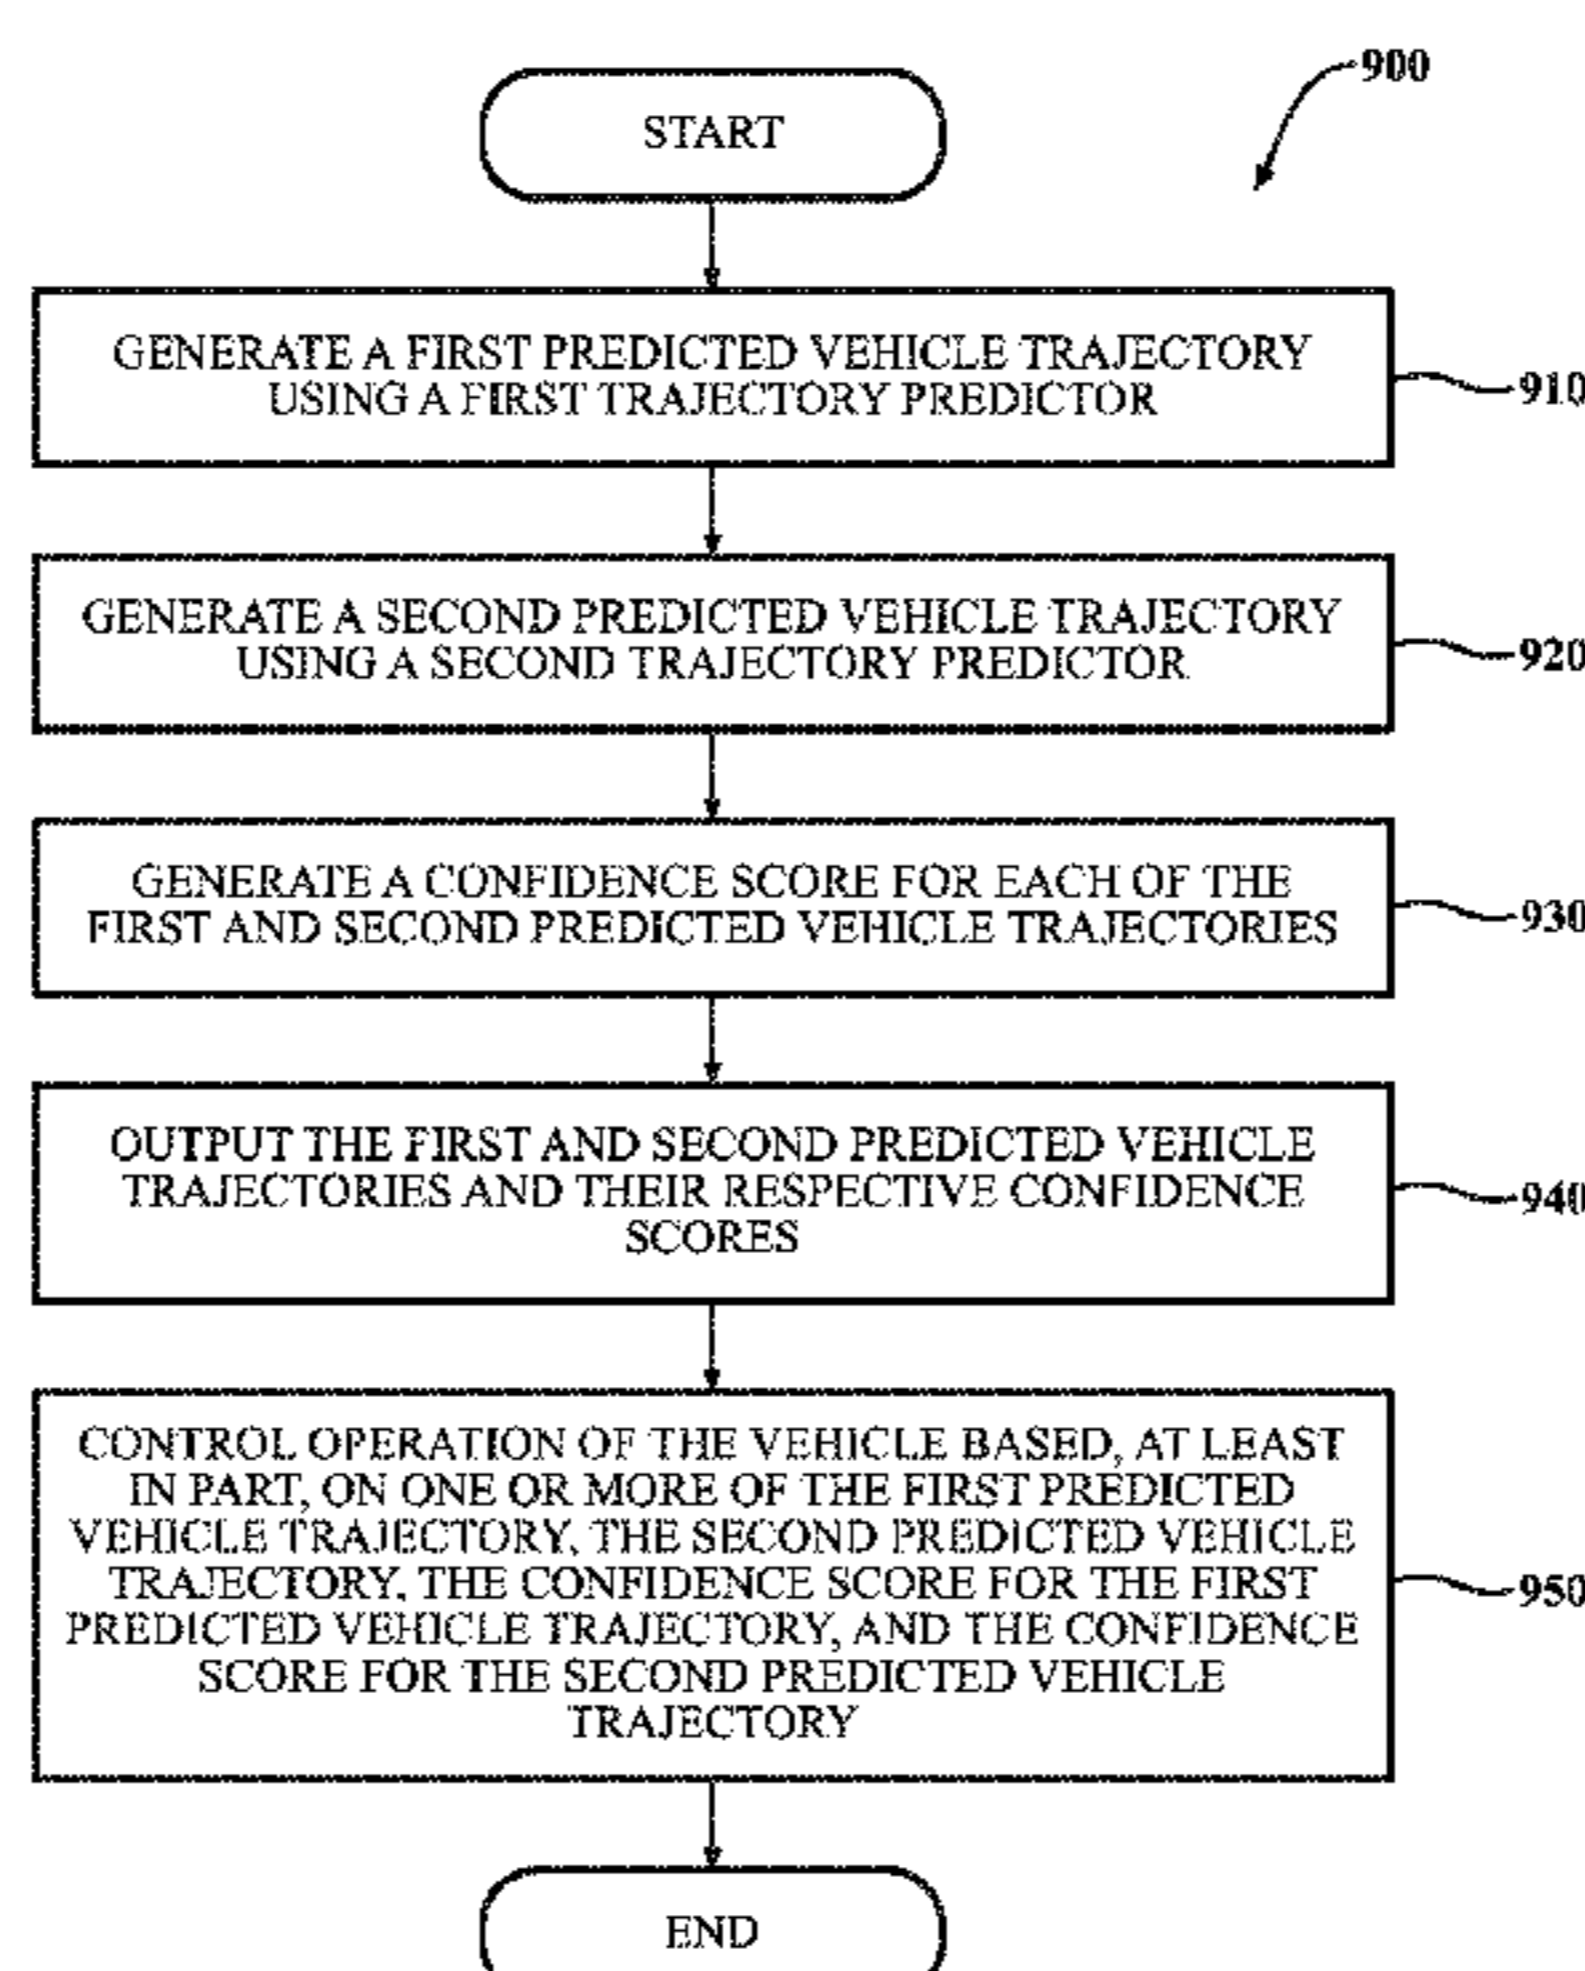 900
START
GENERATE A FIRST PREDICTED VEHICLE TRAJECTORY
USING A FIRST TRAJECTORY PREDICTOR
910
GENERATE A SECOND PREDICTED VEHICLE TRAJECTORY
USING A SECOND TRAJECTORY PREDICTOR
920
GENERATE A CONFIDENCE SCORE FOR EACH OF THE
FIRST AND SECOND PREDICTED VEHICLE TRAJECTORIES
930
OUTPUT THE FIRST AND SECOND PREDICTED VEHICLE
TRAJECTORIES AND THEIR RESPECTIVE CONFIDENCE
SCORES
940
CONTROL OPERATION OF THE VEHICLE BASED, AT LEAST
IN PART, ON ONE OR MORE OF THE FIRST PREDICTED
VEHICLE TRAJECTORY, THE SECOND PREDICTED VEHICLE
TRAJECTORY, THE CONFIDENCE SCORE FOR THE FIRST
PREDICTED VEHICLE TRAJECTORY, AND THE CONFIDENCE
SCORE FOR THE SECOND PREDICTED VEHICLE
TRAJECTORY
950
END